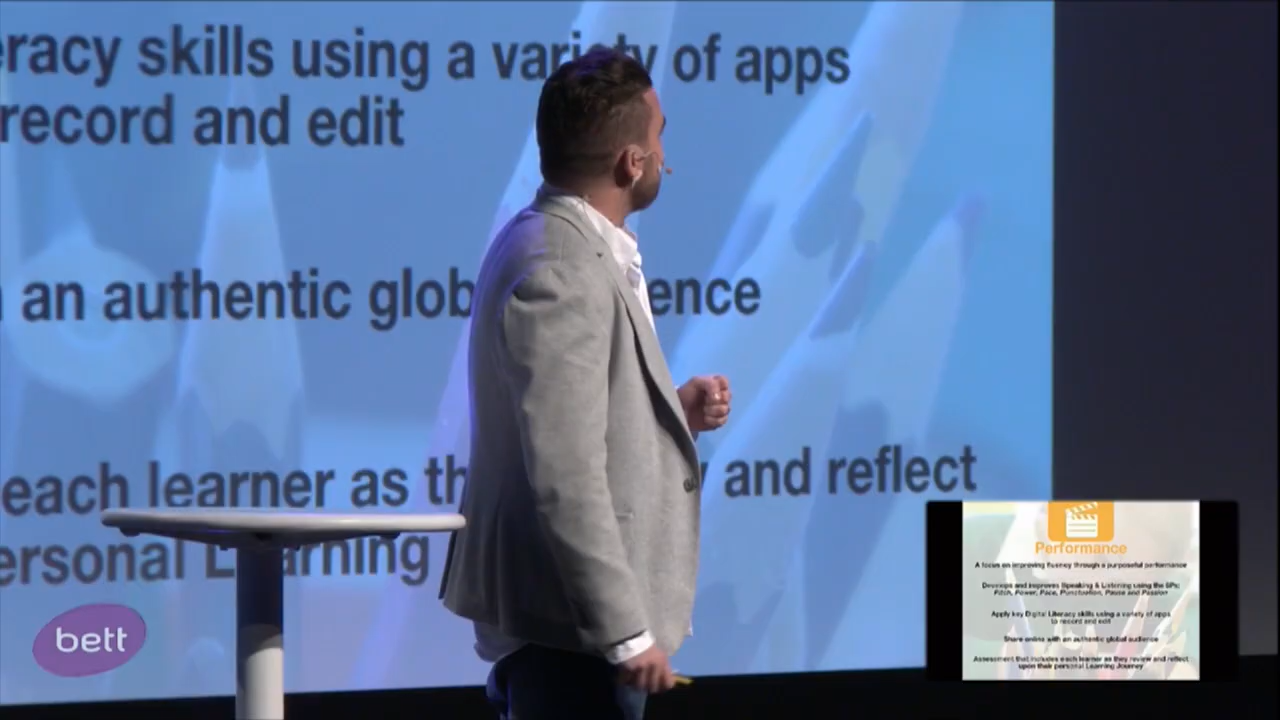 eracy skills using a variety of apps
record and edit
an authentic glob ence
each learner as th and reflect
ersonal Learning
bett
Performance
A focus on improving fluency through a purposeful performance
Develops and improves Speaking & Listening using the 6Ps:
Pitch, Power, Pace, Punctuation, Pause and Passion
Apply key Digital Literacy skills using a variety of apps
to record and edit
Share online with an authentic global audience
Assessment that includes each learner as they review and reflect
upon their personal Learning Journey